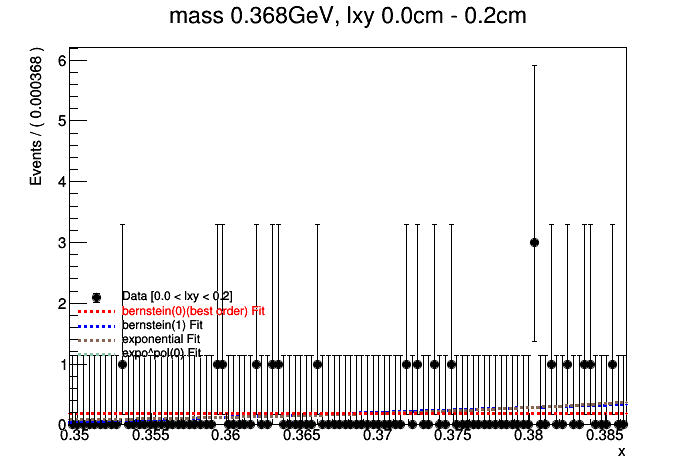 mass 0.368GeV, lxy 0.0cm - 0.2cm
Events / ( 0.000368 )
6
5
4
3
2
1
0
Data [0.0 < lxy < 0.2]
bernstein(0)(best order) Fit
bernstein(1) Fit
exponential Fit
expo^pol(0) Fit
0.35 0.355 0.36 0.365 0.37 0.375 0.38 0.385
x